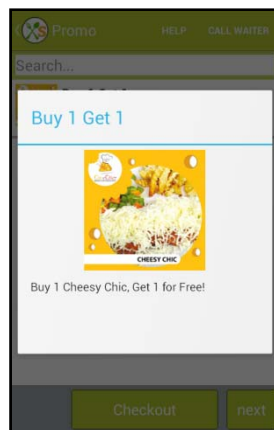 Promo HELP CALL WAITER
Search...
Buy 1 Get 1
CHEESY CHIC
Buy 1 Cheesy Chic, Get 1 for Free!
Checkout next